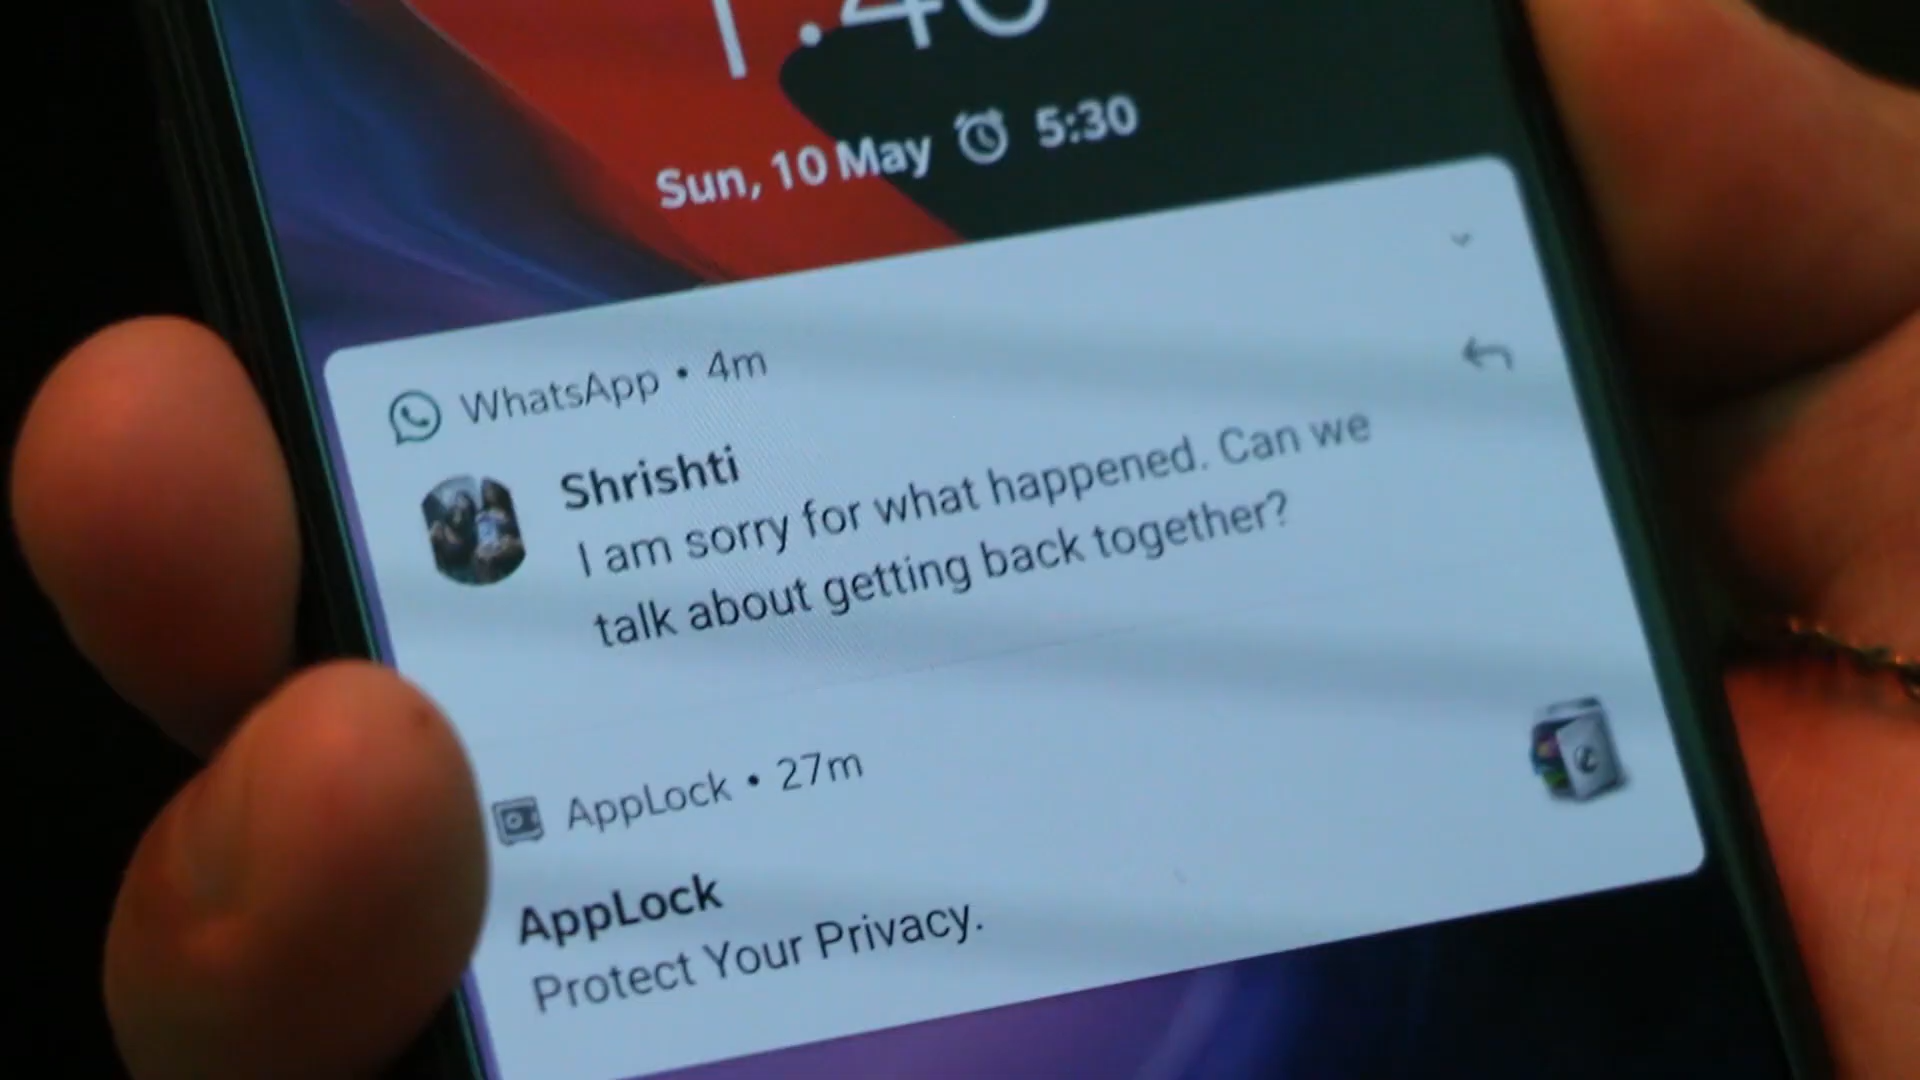 Sun, 10 May 5:30
WhatsApp • 4m
Shrishti
I am sorry for what happened. Can we
talk about getting back together?
AppLock • 27m
AppLock
Protect Your Privacy.